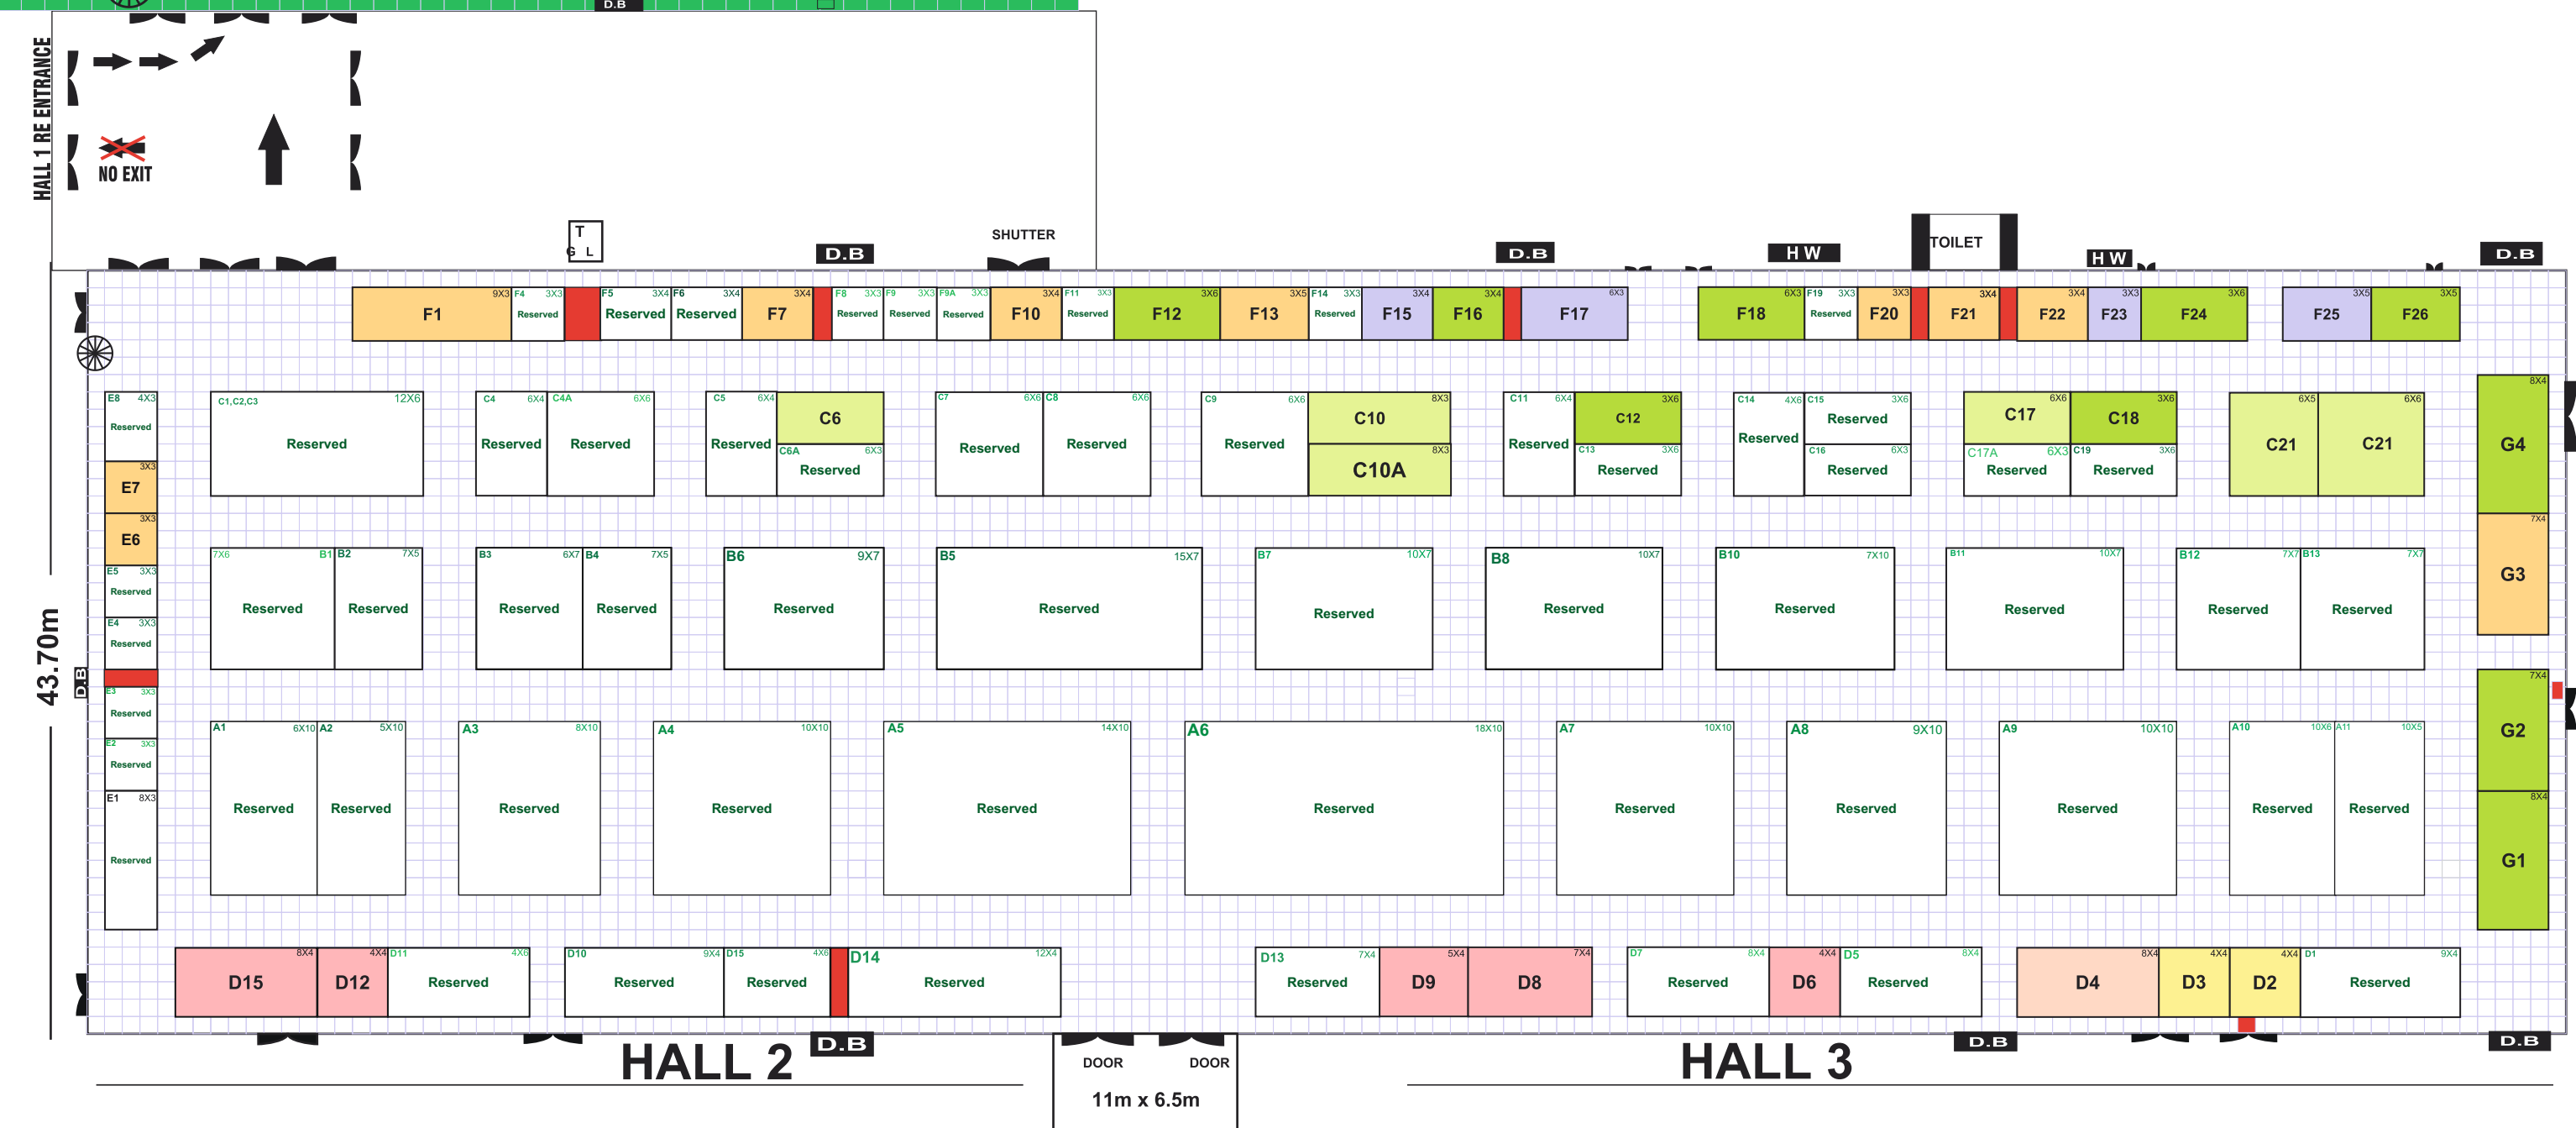 D.B
HALL 1 RE ENTRANCE
NO EXIT
T
G L
D.B
SHUTTER
D.B
H W
TOILET
H W
D.B
F1 9X3
F4 3X3 Reserved
F5 3X4 Reserved
F6 3X4 Reserved
F7 3X4
F8 3X3 Reserved
F9 3X3 Reserved
F9A 3X3 Reserved
F10 3X4
F11 3X3 Reserved
F12 3X6
F13 3X5
F14 3X3 Reserved
F15 3X4
F16 3X4
F17 6X3
F18 6X3
F19 3X3 Reserved
F20 3X3
F21 3X4
F22 3X4
F23 3X3
F24 3X6
F25 3X5
F26 3X5
E8 4X3 Reserved
E7 3X3
E6 3X3
E5 3X3 Reserved
E4 3X3 Reserved
E3 3X3 Reserved
E2 3X3 Reserved
E1 8X3 Reserved
43.70m
D.B
C1,C2,C3 12X6 Reserved
C4 6X4 Reserved
C4A 6X6 Reserved
C5 6X4 Reserved
C6
C6A 6X3 Reserved
C7 6X6 Reserved
C8 6X6 Reserved
C9 6X6 Reserved
C10 8X3
C10A 8X3
C11 6X4 Reserved
C12 3X6
C13 3X6 Reserved
C14 4X6 Reserved
C15 3X6 Reserved
C16 6X3 Reserved
C17 6X6
C17A 6X3 Reserved
C18 3X6
C19 3X6 Reserved
C21 6X5
C21 6X6
G4 8X4
G3 7X4
G2 7X4
G1 8X4
7X6 B1 Reserved
B2 7X5 Reserved
B3 6X7 Reserved
B4 7X5 Reserved
B6 9X7 Reserved
B5 15X7 Reserved
B7 10X7 Reserved
B8 10X7 Reserved
B10 7X10 Reserved
B11 10X7 Reserved
B12 7X7 Reserved
B13 7X7 Reserved
A1 6X10 Reserved
A2 5X10 Reserved
A3 8X10 Reserved
A4 10X10 Reserved
A5 14X10 Reserved
A6 18X10 Reserved
A7 10X10 Reserved
A8 9X10 Reserved
A9 10X10 Reserved
A10 10X6 Reserved
A11 10X5 Reserved
D15 8X4
D12 4X4
D11 4X6 Reserved
D10 9X4 Reserved
D15 4X6 Reserved
D14 12X4 Reserved
D13 7X4 Reserved
D9 5X4
D8 7X4
D7 8X4 Reserved
D6 4X4
D5 8X4 Reserved
D4 8X4
D3 4X4
D2 4X4
D1 9X4 Reserved
HALL 2
D.B
DOOR
DOOR
11m x 6.5m
HALL 3
D.B
D.B